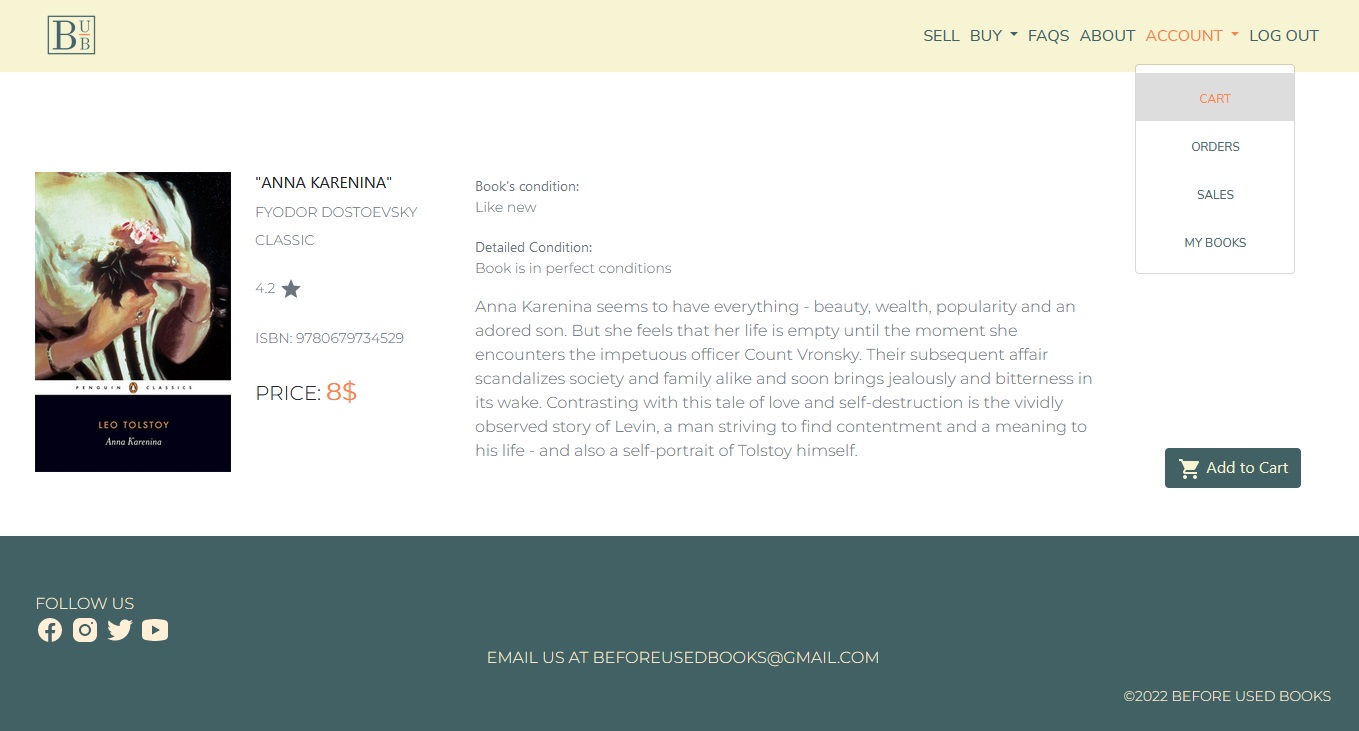 B U B
SELL BUY FAQS ABOUT ACCOUNT LOG OUT
CART
ORDERS
SALES
MY BOOKS
PENGUIN CLASSICS
LEO TOLSTOY
Anna Karenina
"ANNA KARENINA"
FYODOR DOSTOEVSKY
CLASSIC
4.2
ISBN: 9780679734529
PRICE: 8$
Book's condition:
Like new
Detailed Condition:
Book is in perfect conditions
Anna Karenina seems to have everything - beauty, wealth, popularity and an
adored son. But she feels that her life is empty until the moment she
encounters the impetuous officer Count Vronsky. Their subsequent affair
scandalizes society and family alike and soon brings jealously and bitterness in
its wake. Contrasting with this tale of love and self-destruction is the vividly
observed story of Levin, a man striving to find contentment and a meaning to
his life - and also a self-portrait of Tolstoy himself.
Add to Cart
FOLLOW US
EMAIL US AT BEFOREUSEDBOOKS@GMAIL.COM
©2022 BEFORE USED BOOKS